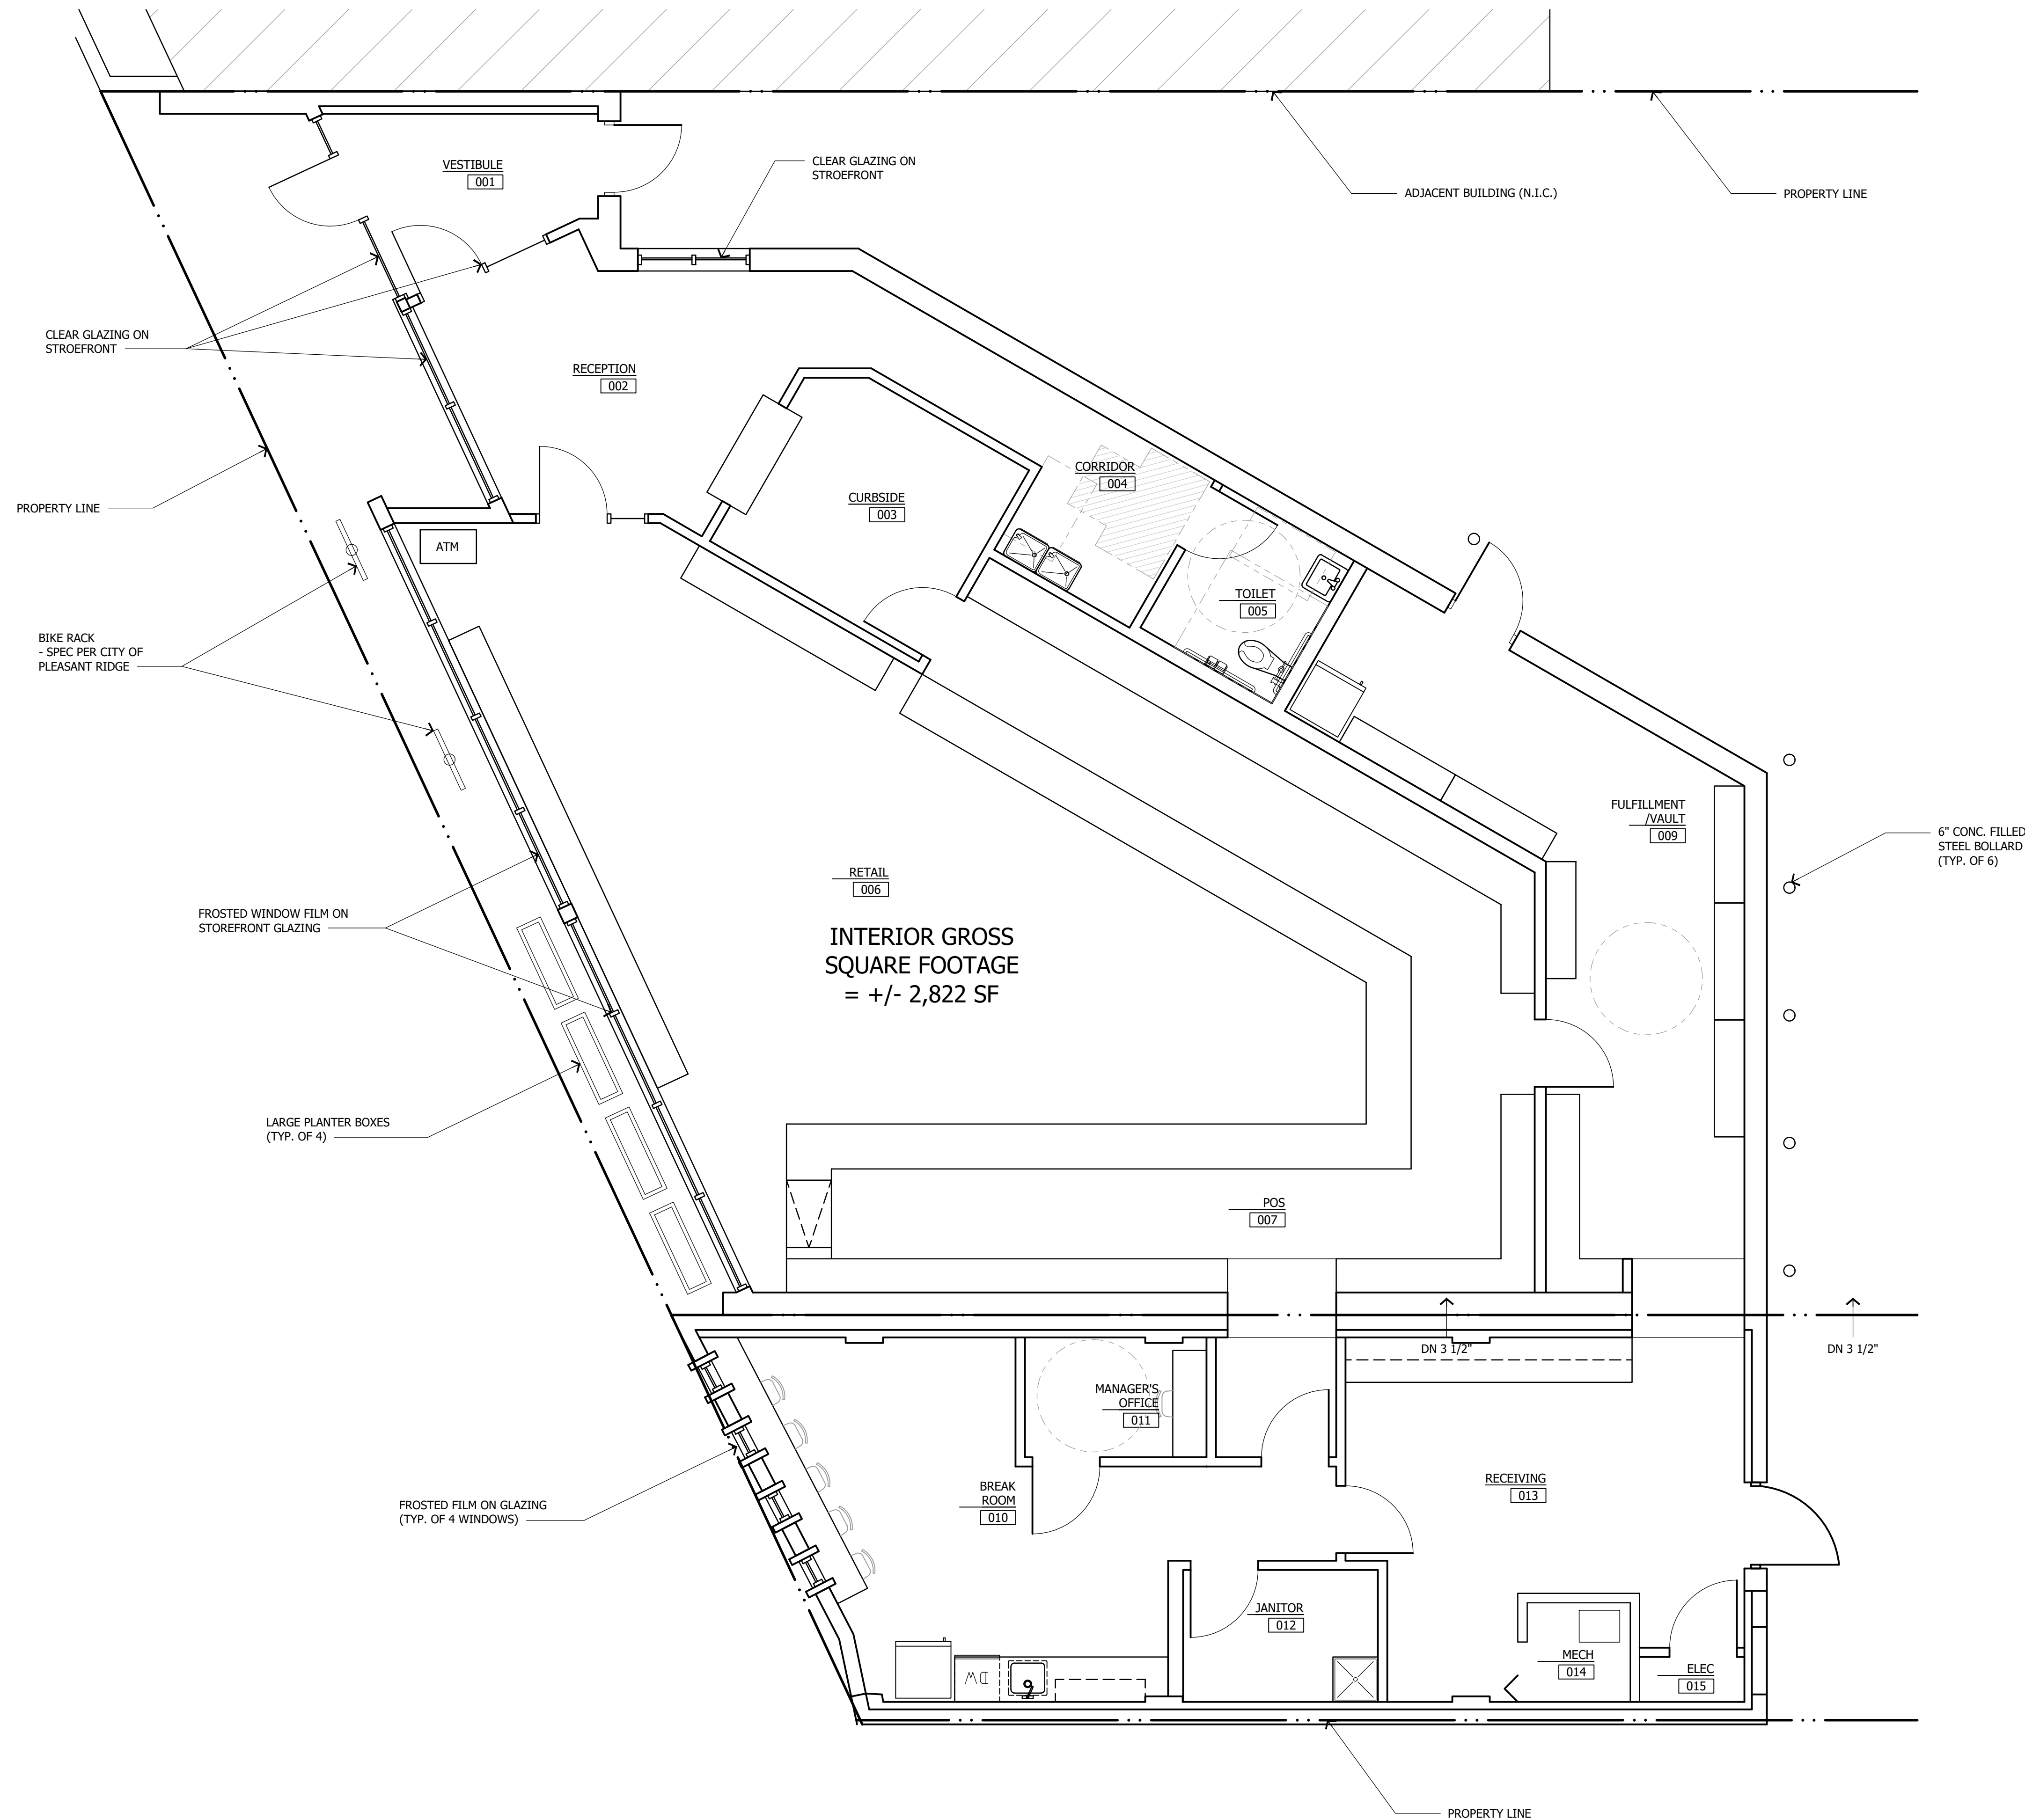 VESTIBULE
001
CLEAR GLAZING ON
STROEFRONT
ADJACENT BUILDING (N.I.C.)
PROPERTY LINE
CLEAR GLAZING ON
STROEFRONT
RECEPTION
002
PROPERTY LINE
CURBSIDE
003
CORRIDOR
004
ATM
TOILET
005
BIKE RACK
- SPEC PER CITY OF
PLEASANT RIDGE
FULFILLMENT
/VAULT
009
6" CONC. FILLED
STEEL BOLLARD
(TYP. OF 6)
RETAIL
006
FROSTED WINDOW FILM ON
STOREFRONT GLAZING
INTERIOR GROSS
SQUARE FOOTAGE
= +/- 2,822 SF
LARGE PLANTER BOXES
(TYP. OF 4)
POS
007
DN 3 1/2"
DN 3 1/2"
MANAGER'S
OFFICE
011
FROSTED FILM ON GLAZING
(TYP. OF 4 WINDOWS)
BREAK
ROOM
010
RECEIVING
013
JANITOR
012
MECH
014
ELEC
015
DW
PROPERTY LINE